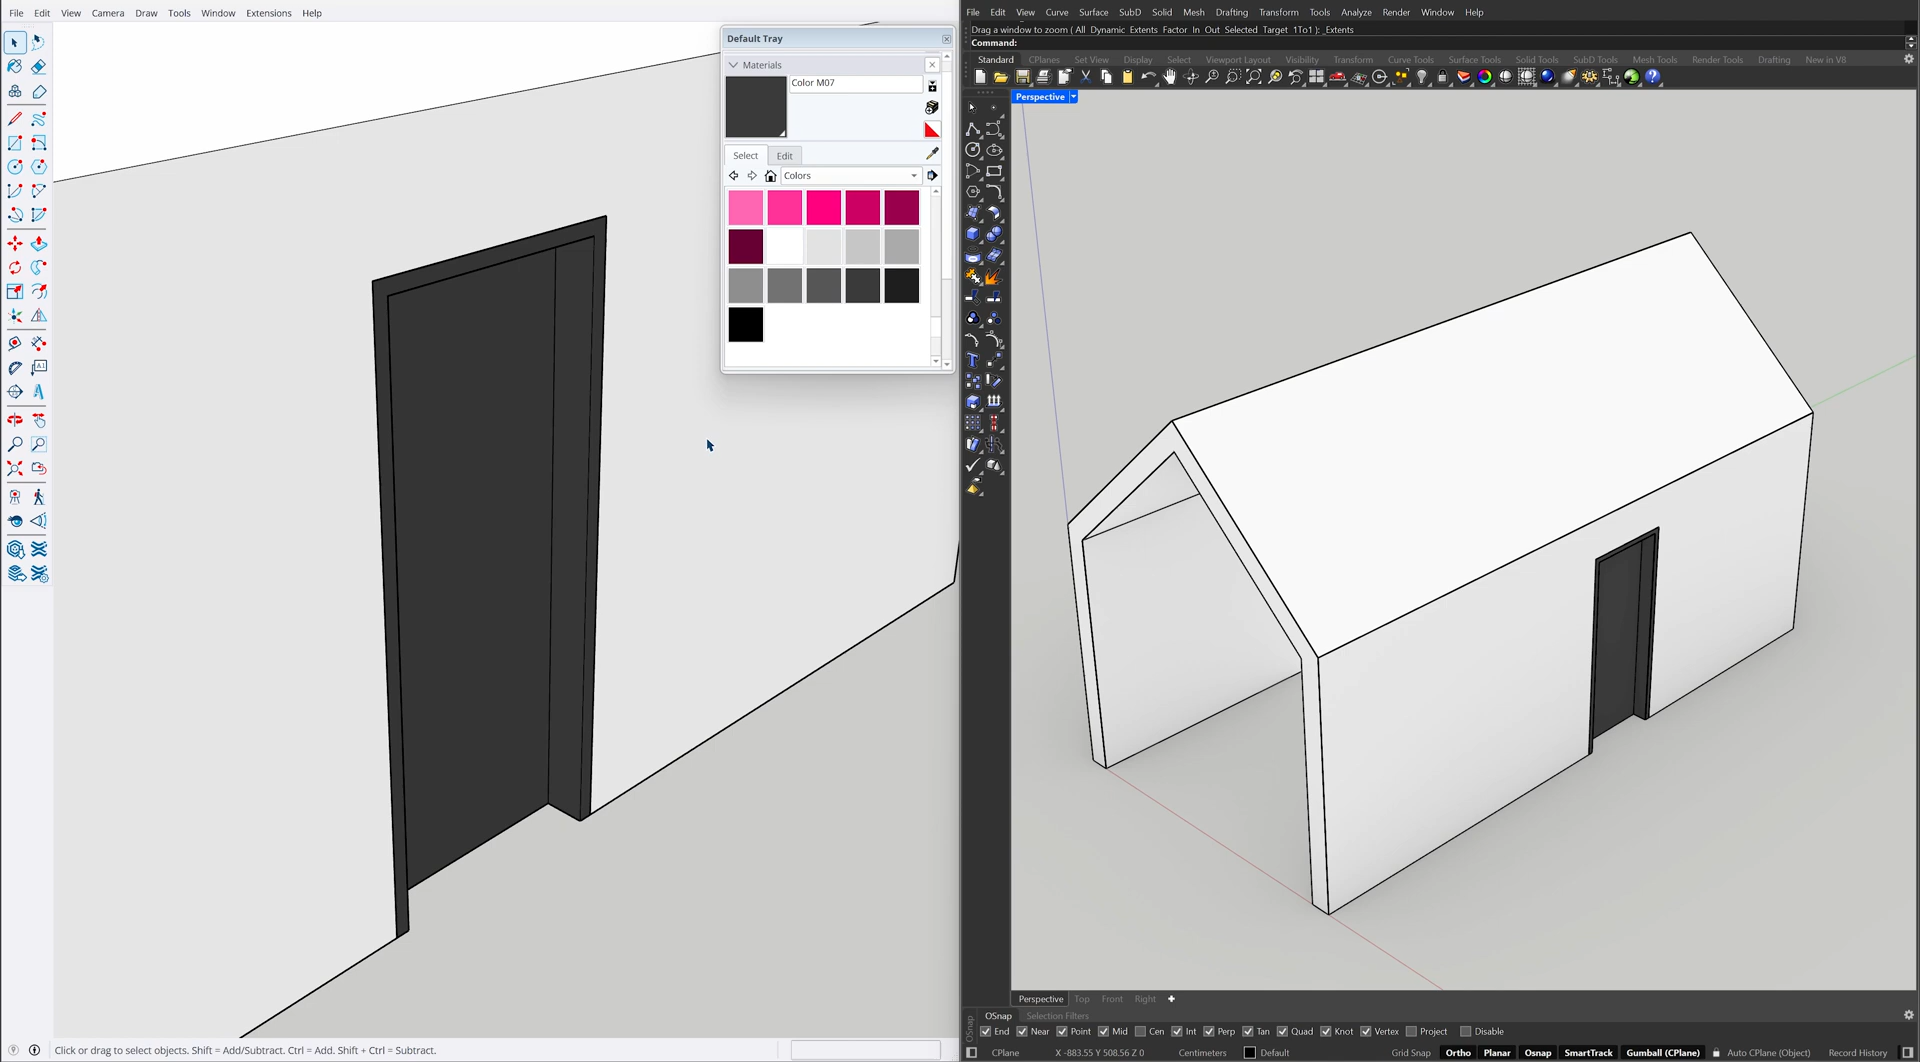 File Edit View Camera Draw Tools Window Extensions Help
Default Tray
Materials
Color M07
Select Edit
Colors
A1
Click or drag to select objects. Shift = Add/Subtract. Ctrl = Add. Shift + Ctrl = Subtract.
File Edit View Curve Surface SubD Solid Mesh Drafting Transform Tools Analyze Render Window Help
Drag a window to zoom ( All Dynamic Extents Factor In Out Selected Target 1To1 ): _Extents
Command:
Standard CPlanes Set View Display Select Viewport Layout Visibility Transform Curve Tools Surface Tools Solid Tools SubD Tools Mesh Tools Render Tools Drafting New in V8
Perspective
Perspective Top Front Right
OSnap Selection Filters
OSnap
End Near Point Mid Cen Int Perp Tan Quad Knot Vertex Project Disable
CPlane X -883.55 Y 508.56 Z 0 Centimeters Default Grid Snap Ortho Planar Osnap SmartTrack Gumball (CPlane) Auto CPlane (Object) Record History